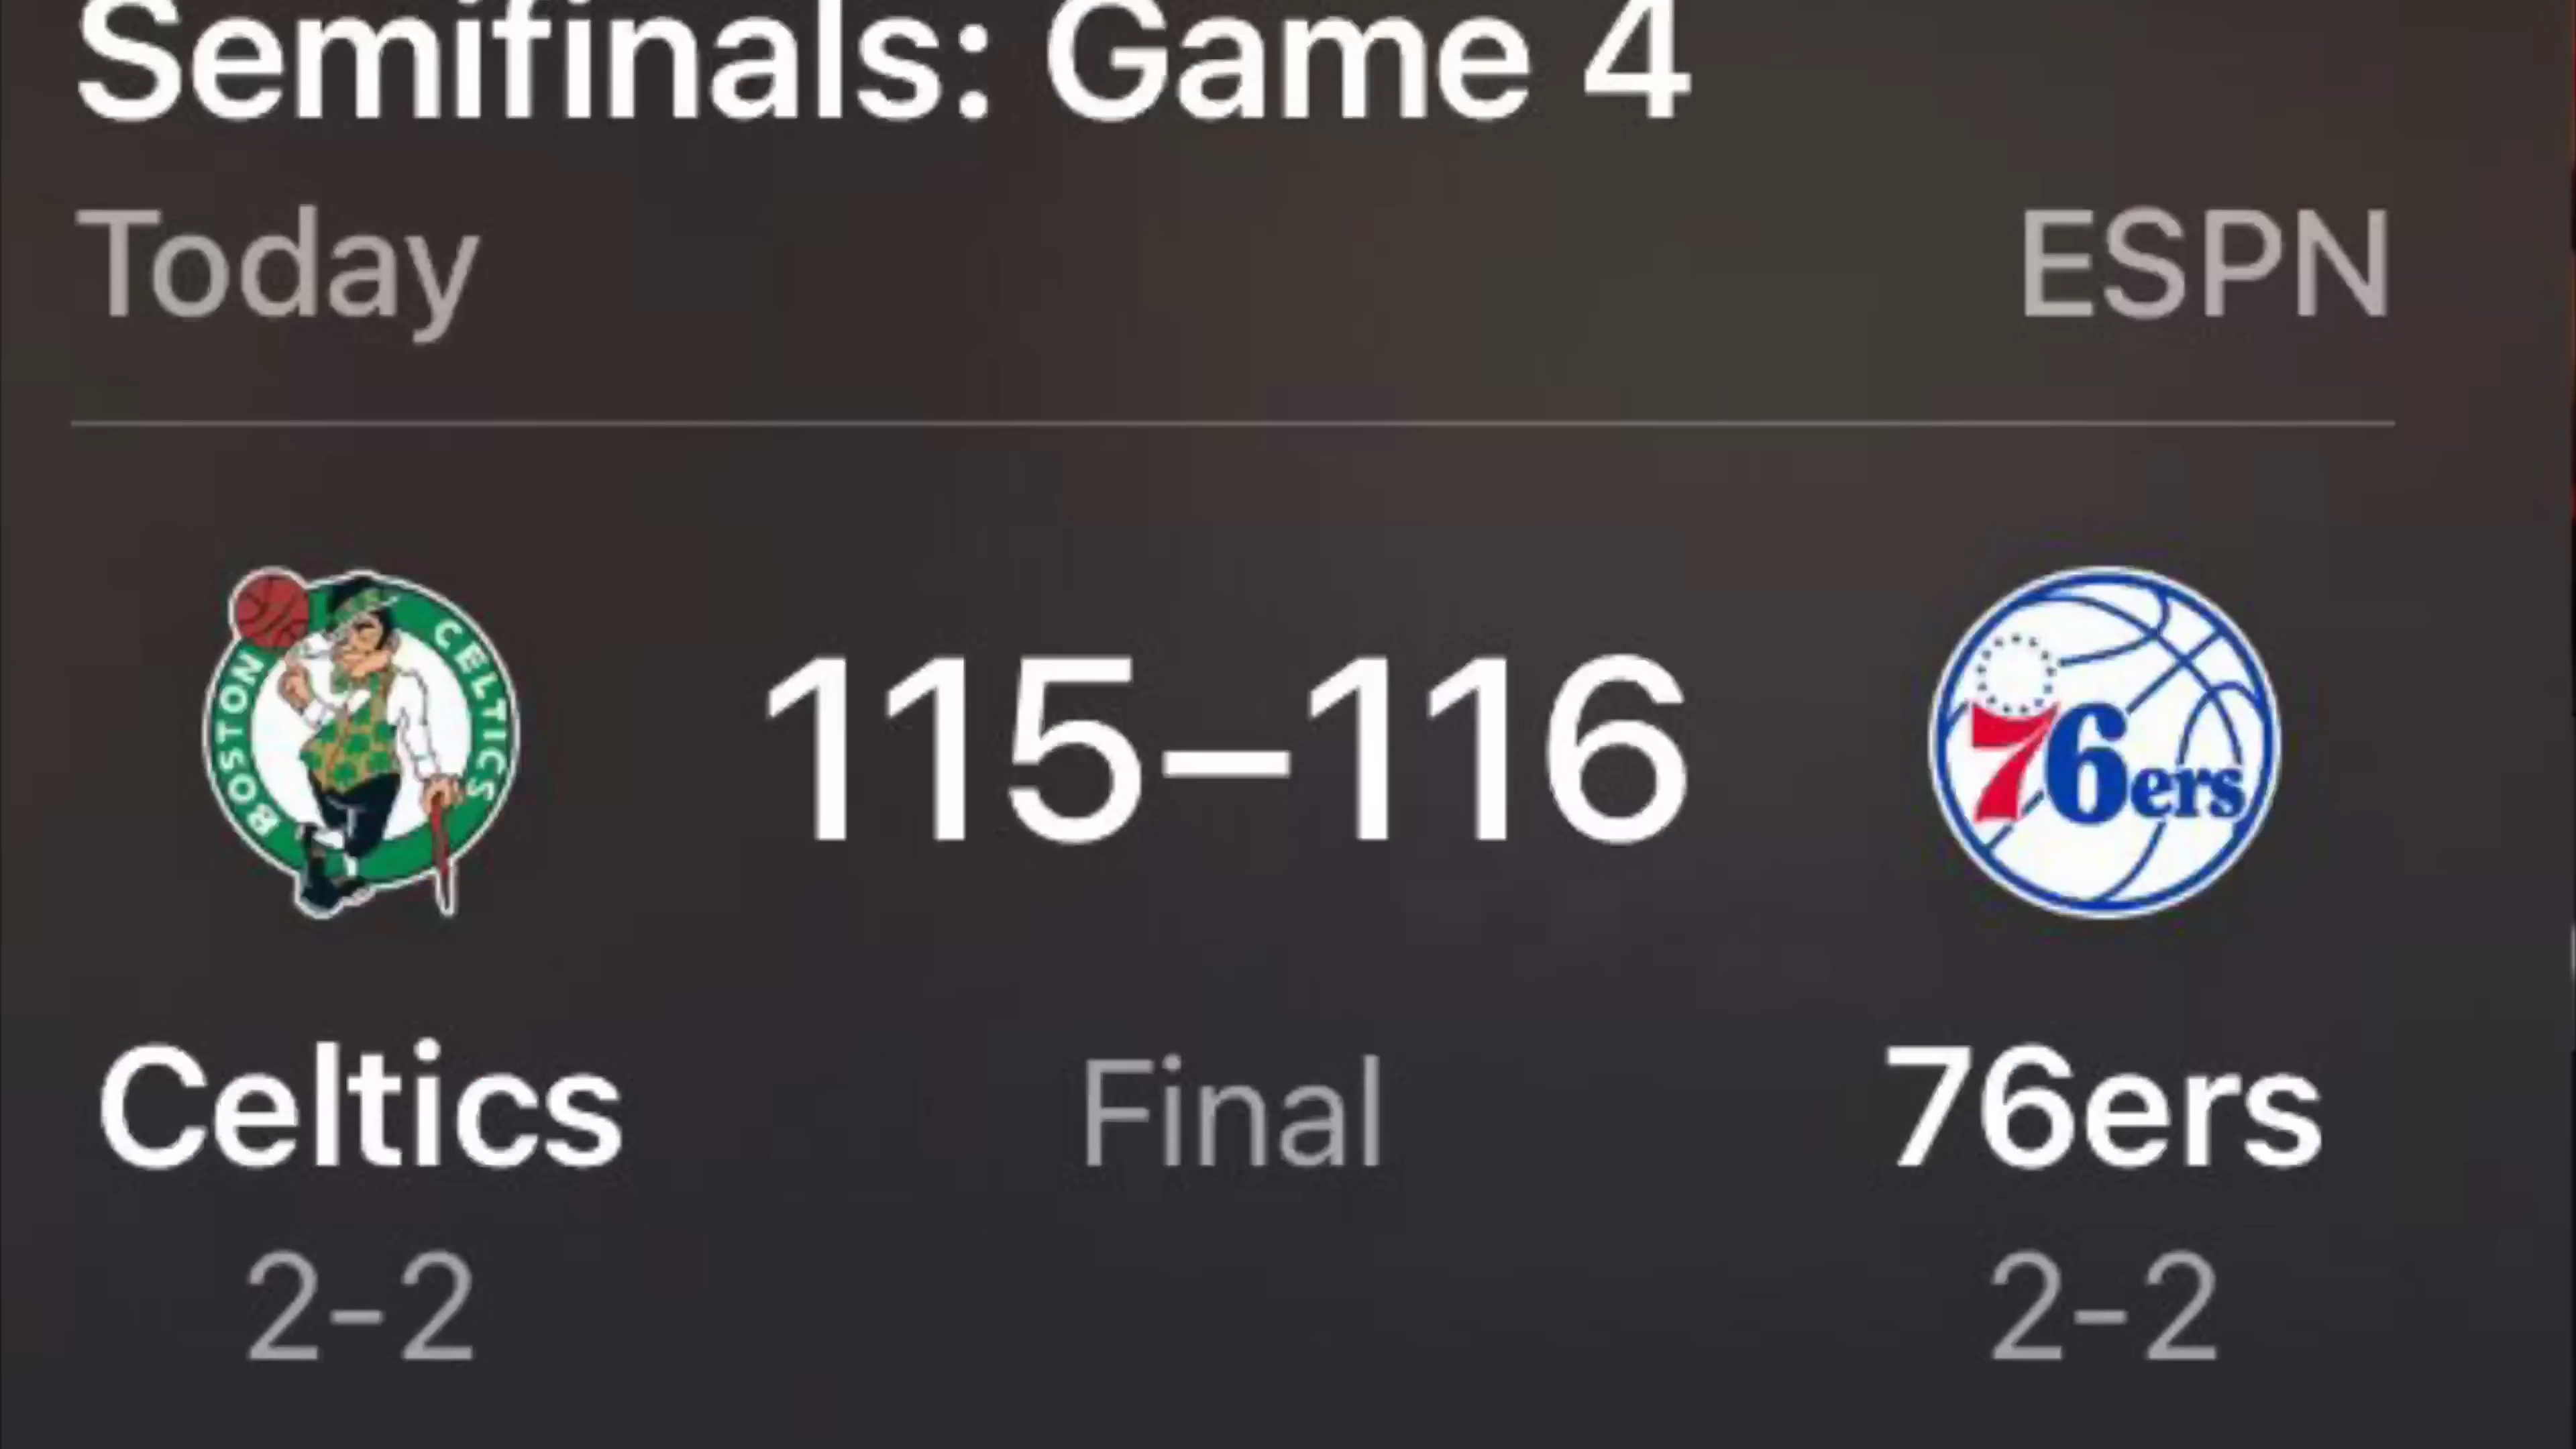 Semifinals: Game 4
Today ESPN
BOSTON CELTICS
115–116
76ers
Celtics Final 76ers
2-2 2-2